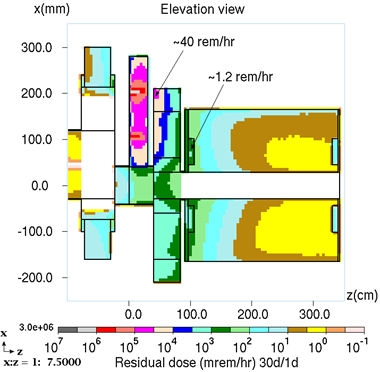 x(mm) Elevation view
300.0
~40 rem/hr
200.0
~1.2 rem/hr
100.0
0.0
-100.0
-200.0
z(cm)
0.0 100.0 200.0 300.0
3.0e+06
10^7 10^6 10^5 10^4 10^3 10^2 10^1 10^0 10^-1
x
z
x:z = 1: 7.5000 Residual dose (mrem/hr) 30d/1d